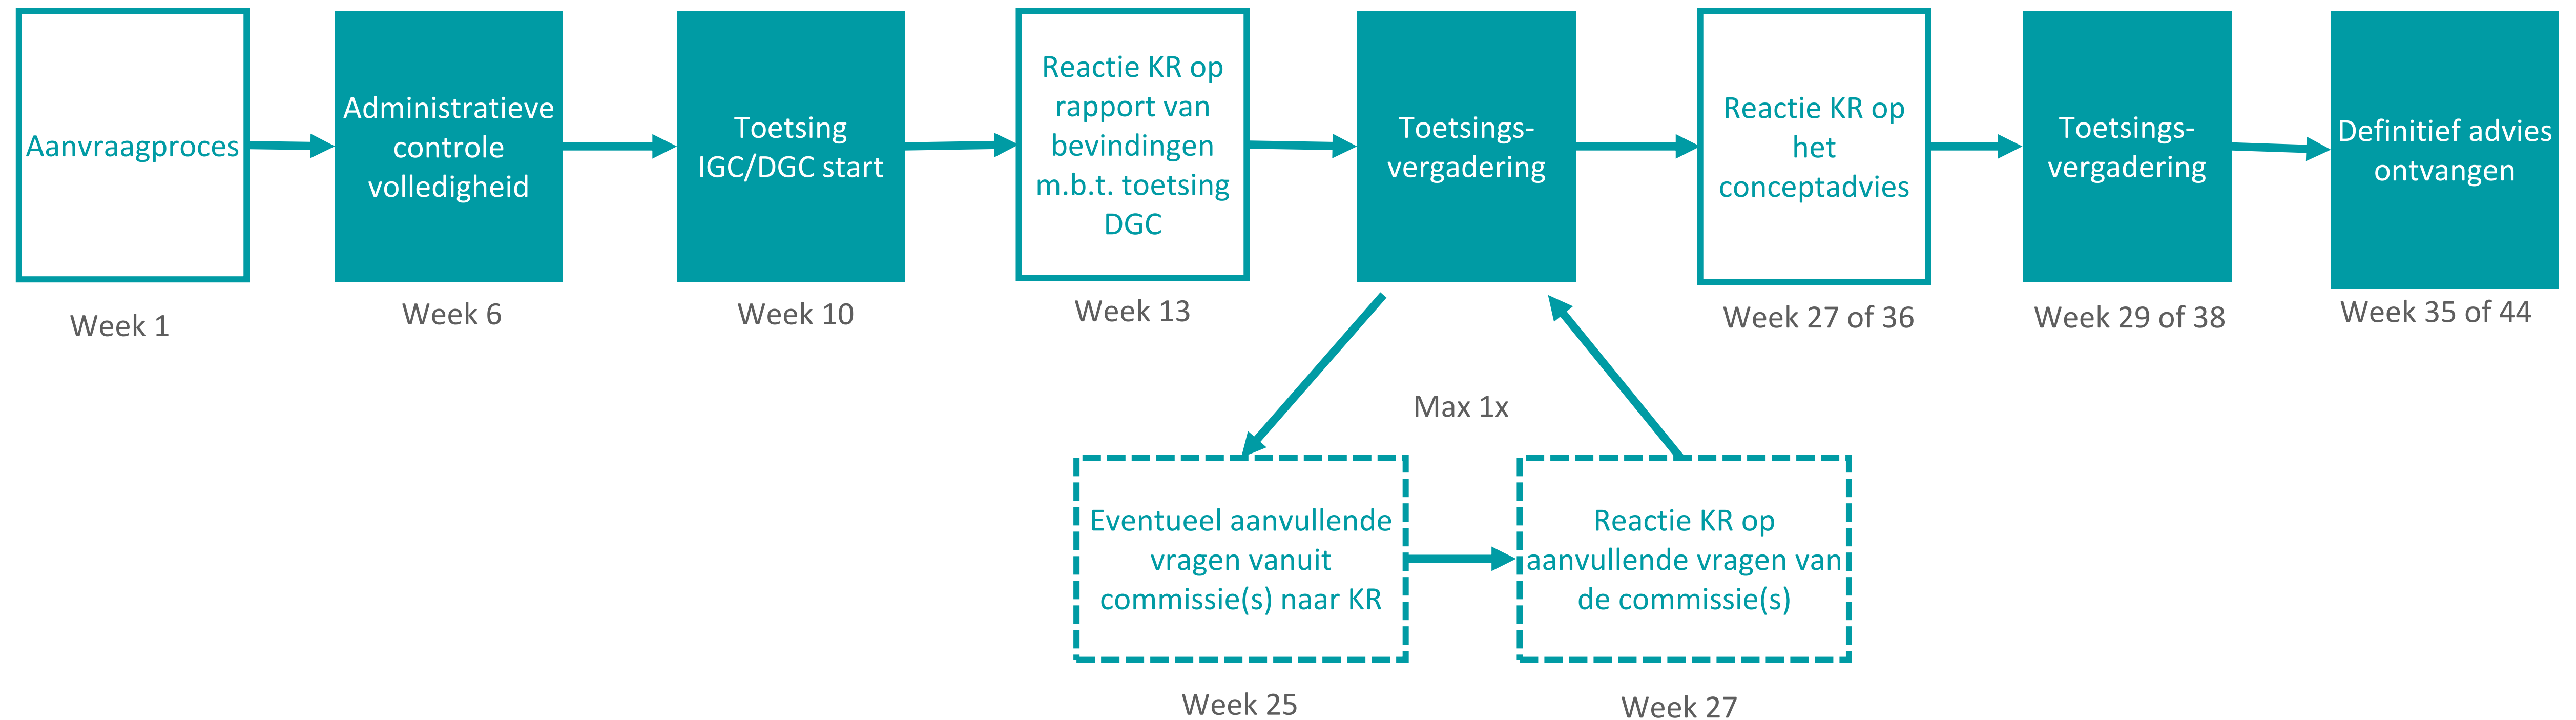 Aanvraagproces
Week 1
Administratieve
controle
volledigheid
Week 6
Toetsing
IGC/DGC start
Week 10
Reactie KR op
rapport van
bevindingen
m.b.t. toetsing
DGC
Week 13
Toetsings-
vergadering
Reactie KR op
het
conceptadvies
Week 27 of 36
Toetsings-
vergadering
Week 29 of 38
Definitief advies
ontvangen
Week 35 of 44
Max 1x
Eventueel aanvullende
vragen vanuit
commissie(s) naar KR
Week 25
Reactie KR op
aanvullende vragen van
de commissie(s)
Week 27